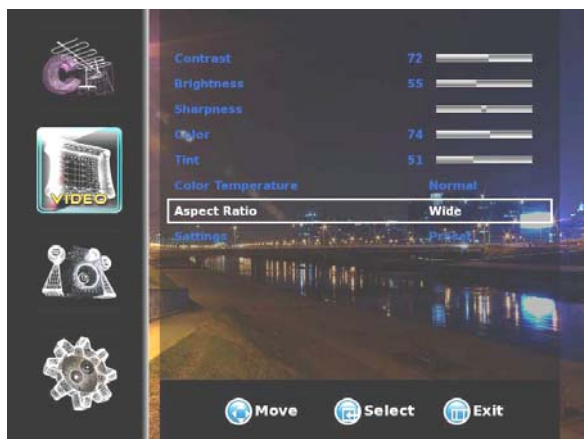 VIDEO
Contrast 72
Brightness 55
Sharpness
Color 74
Tint 51
Color Temperature Normal
Aspect Ratio Wide
Settings Preset
Move Select Exit